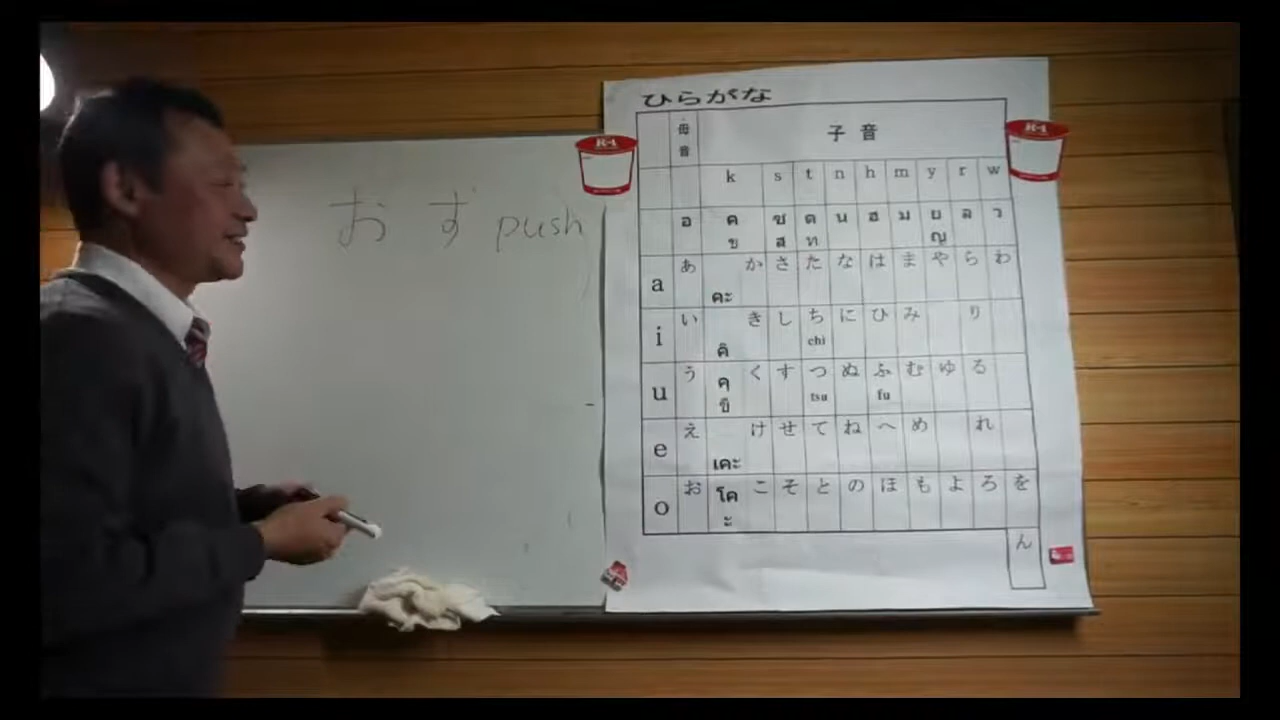 おす push
ひらがな
母音 子音
k s t n h m y r w
อ ค ช ต น ฮ ม ย ล ว
ข ส ท ญ
a あ か さ た な は ま や ら わ
คะ
i い き し ち に ひ み り
คิ chi
u う く す つ ぬ ふ む ゆ る
คุ tsu fu
e え け せ て ね へ め れ
เคะ
o お こ そ と の ほ も よ ろ を
โคะ
ん